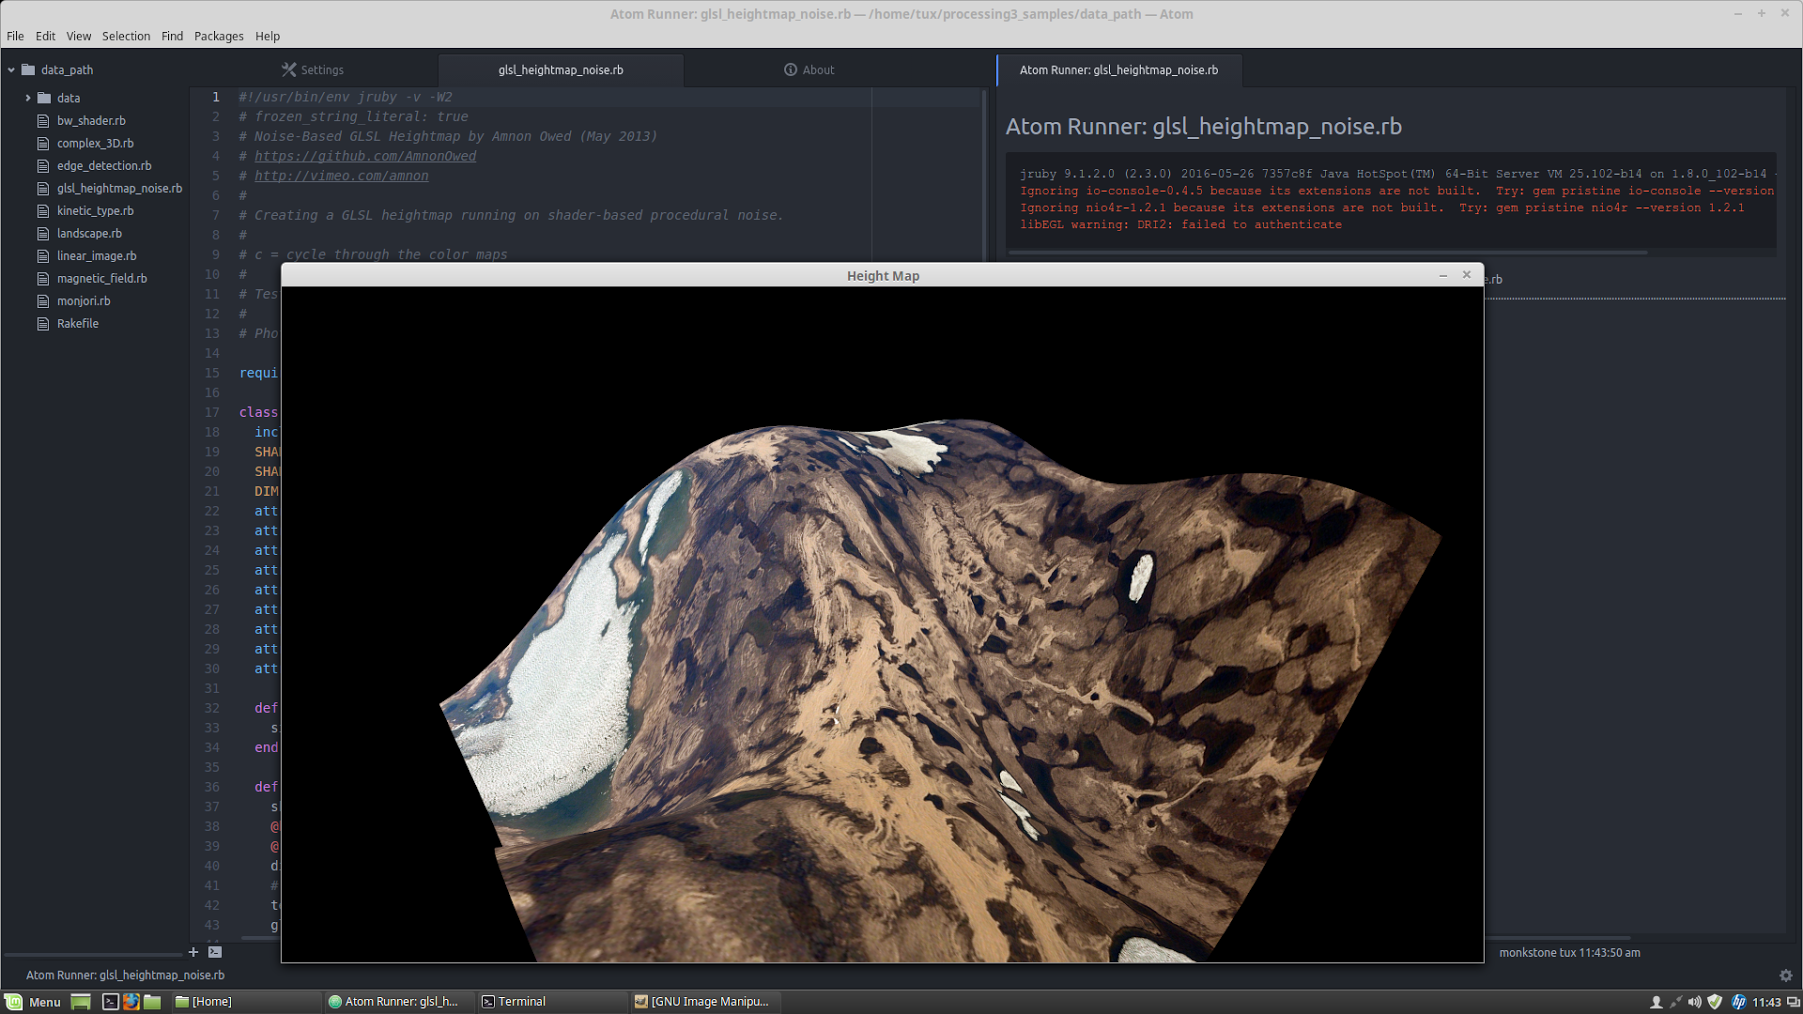 Atom Runner: glsl_heightmap_noise.rb — /home/tux/processing3_samples/data_path — Atom
File Edit View Selection Find Packages Help
data_path
data
bw_shader.rb
complex_3D.rb
edge_detection.rb
glsl_heightmap_noise.rb
kinetic_type.rb
landscape.rb
linear_image.rb
magnetic_field.rb
monjori.rb
Rakefile
Settings
glsl_heightmap_noise.rb
About
Atom Runner: glsl_heightmap_noise.rb
1 #!/usr/bin/env jruby -v -W2
2 # frozen_string_literal: true
3 # Noise-Based GLSL Heightmap by Amnon Owed (May 2013)
4 # https://github.com/AmnonOwed
5 # http://vimeo.com/amnon
6 #
7 # Creating a GLSL heightmap running on shader-based procedural noise.
8 #
9 # c = cycle through the color maps
10 #
11 # Tes
12 #
13 # Pho
14
15 requi
16
17 class
18 incl
19 SHA
20 SHA
21 DIM
22 att
23 att
24 att
25 att
26 att
27 att
28 att
29 att
30 att
31
32 def
33 s
34 end
35
36 def
37 s
38 @
39 @
40 d
41 #
42 t
43 g
Atom Runner: glsl_heightmap_noise.rb
jruby 9.1.2.0 (2.3.0) 2016-05-26 7357c8f Java HotSpot(TM) 64-Bit Server VM 25.102-b14 on 1.8.0_102-b14
Ignoring io-console-0.4.5 because its extensions are not built. Try: gem pristine io-console --version
Ignoring nio4r-1.2.1 because its extensions are not built. Try: gem pristine nio4r --version 1.2.1
libEGL warning: DRI2: failed to authenticate
e.rb
Height Map
monkstone tux 11:43:50 am
Atom Runner: glsl_heightmap_noise.rb
Menu
[Home]
Atom Runner: glsl_h...
Terminal
[GNU Image Manipu...
hp
11:43